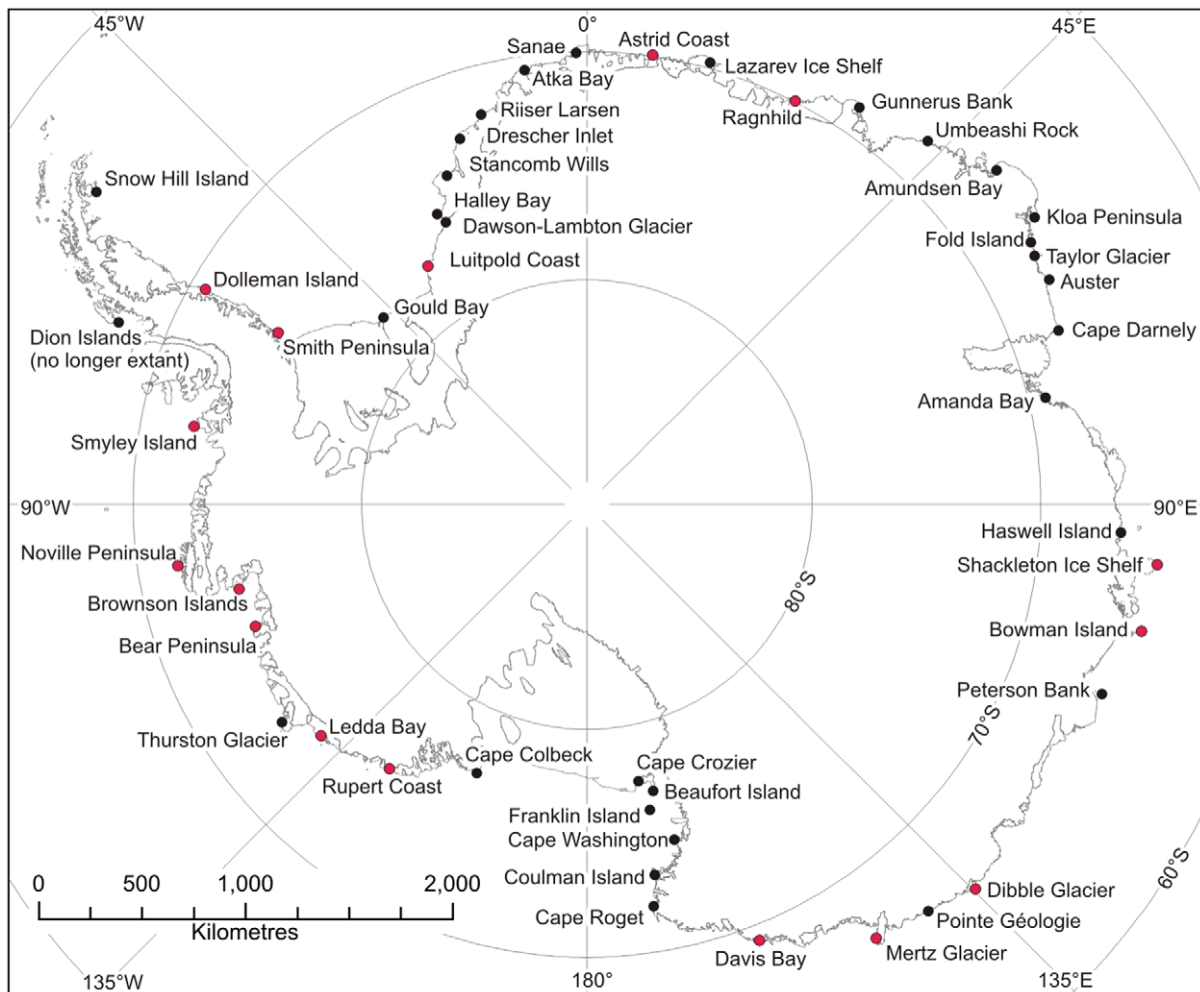 45°W
0°
45°E
Sanae
Astrid Coast
Atka Bay
Lazarev Ice Shelf
Riiser Larsen
Ragnhild
Gunnerus Bank
Drescher Inlet
Umbeashi Rock
Stancomb Wills
Snow Hill Island
Amundsen Bay
Halley Bay
Kloa Peninsula
Dawson-Lambton Glacier
Fold Island
Taylor Glacier
Luitpold Coast
Dolleman Island
Auster
Gould Bay
Dion Islands
(no longer extant)
Smith Peninsula
Cape Darnely
Amanda Bay
Smyley Island
90°W
90°E
Haswell Island
Noville Peninsula
Shackleton Ice Shelf
80°S
Brownson Islands
Bowman Island
Bear Peninsula
Peterson Bank
70°S
Thurston Glacier
Ledda Bay
Cape Colbeck
Cape Crozier
Rupert Coast
Beaufort Island
Franklin Island
Cape Washington
60°S
Coulman Island
0 500 1,000 2,000
Kilometres
Dibble Glacier
Cape Roget
Pointe Géologie
Davis Bay
Mertz Glacier
135°W
180°
135°E